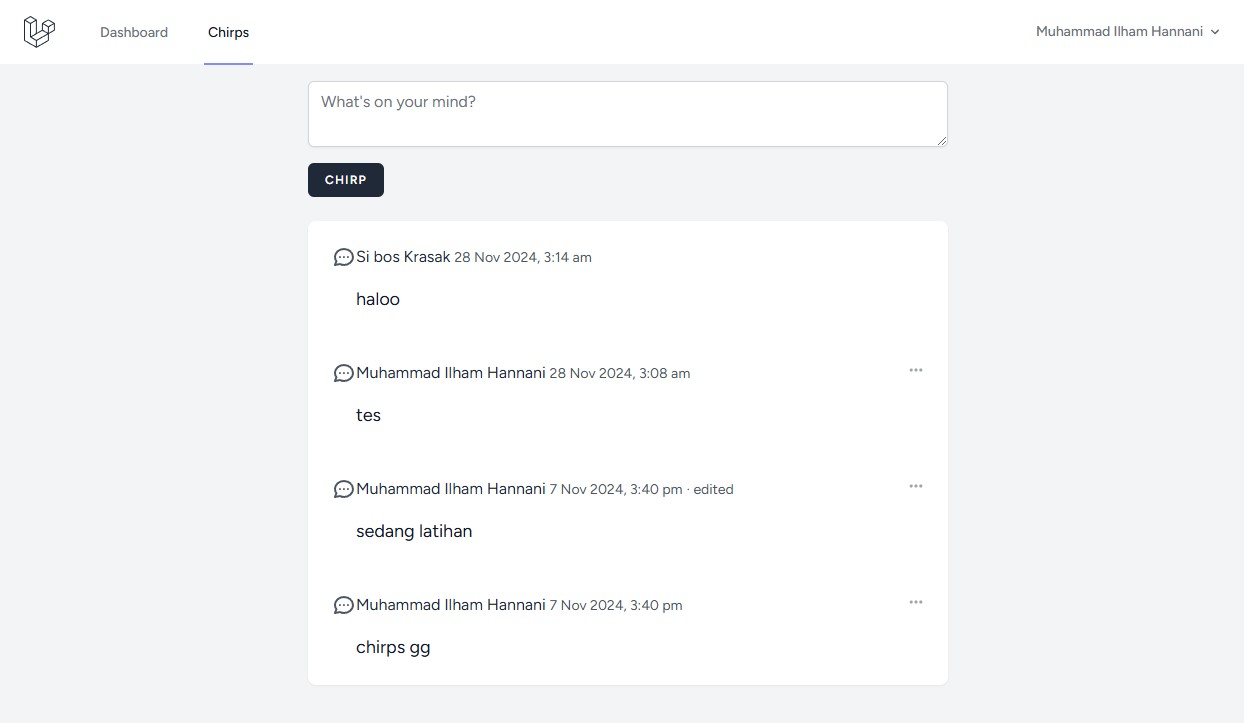 Dashboard Chirps Muhammad Ilham Hannani
What's on your mind?
CHIRP
Si bos Krasak 28 Nov 2024, 3:14 am
haloo
Muhammad Ilham Hannani 28 Nov 2024, 3:08 am
tes
Muhammad Ilham Hannani 7 Nov 2024, 3:40 pm · edited
sedang latihan
Muhammad Ilham Hannani 7 Nov 2024, 3:40 pm
chirps gg